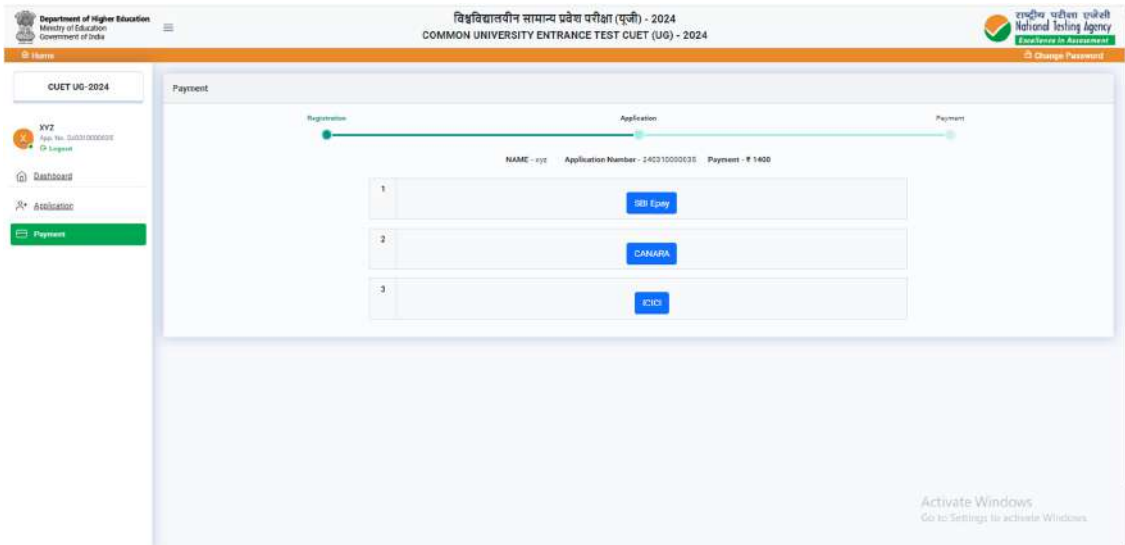 Department of Higher Education
Ministry of Education
Government of India
विश्वविद्यालयीन सामान्य प्रवेश परीक्षा (यूजी) - 2024
COMMON UNIVERSITY ENTRANCE TEST CUET (UG) - 2024
राष्ट्रीय परीक्षा एजेंसी
National Testing Agency
Excellence in Assessment
Home
Change Password
CUET UG-2024
X
XYZ
App. No.
Logout
Dashboard
Application
Payment
Payment
Registration
Application
Payment
NAME - xyz Application Number - Payment - ₹ 1400
1
SBI Epay
2
CANARA
3
ICICI
Activate Windows
Go to Settings to activate Windows.